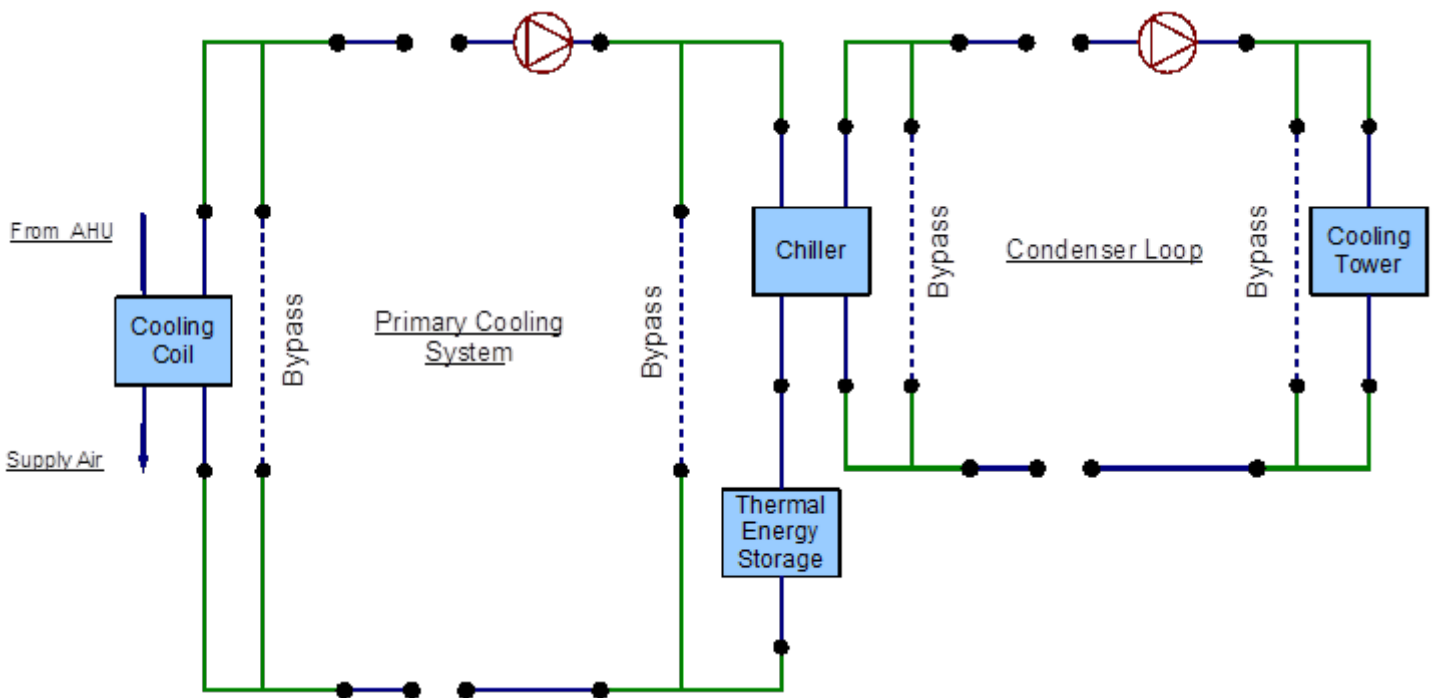 From AHU
Cooling
Coil
Supply Air
Bypass
Primary Cooling
System
Bypass
Chiller
Thermal
Energy
Storage
Bypass
Condenser Loop
Bypass
Cooling
Tower